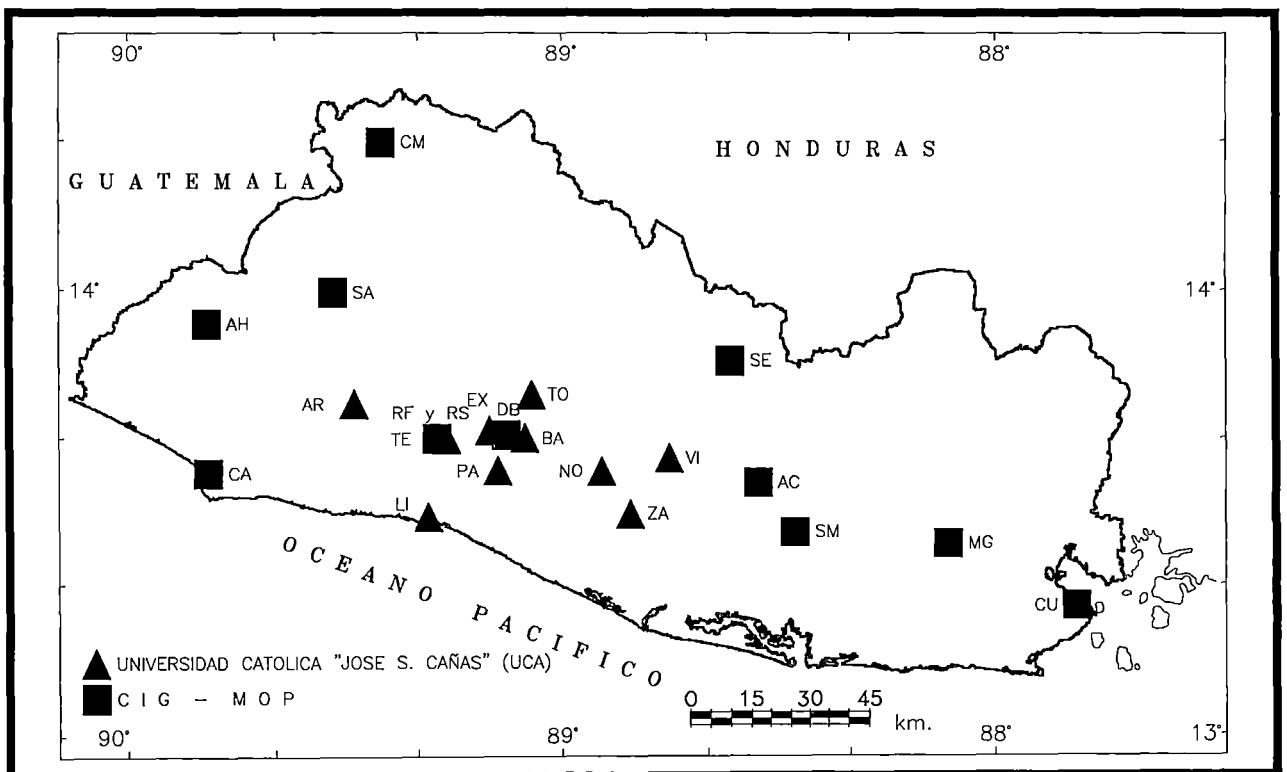 90° 89° 88°
CM
HONDURAS
GUATEMALA
14° SA 14°
AH
SE
AR EX TO
RF y RS DB
TE BA
CA PA NO VI AC
LI ZA
SM MG
OCEANO PACIFICO
CU
UNIVERSIDAD CATOLICA "JOSE S. CAÑAS" (UCA)
CIG - MOP
0 15 30 45
km.
90° 89° 88° 13°